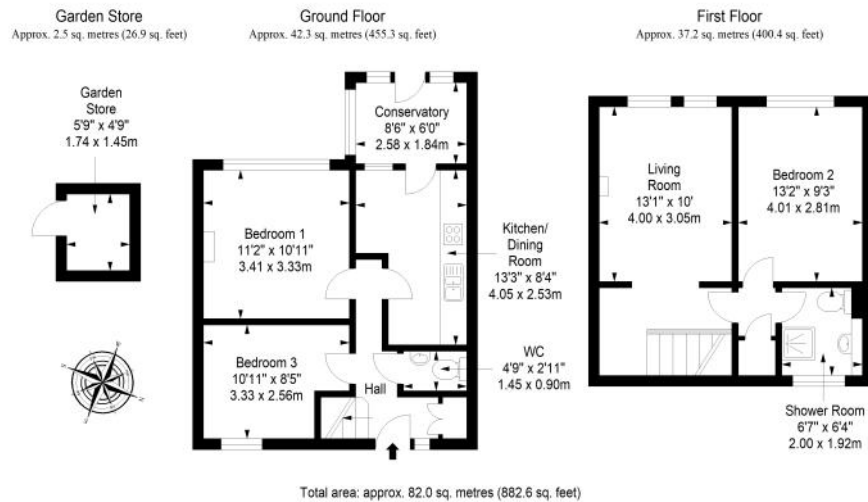 Garden Store
Approx. 2.5 sq. metres (26.9 sq. feet)
Ground Floor
Approx. 42.3 sq. metres (455.3 sq. feet)
First Floor
Approx. 37.2 sq. metres (400.4 sq. feet)
Garden
Store
5'9" x 4'9"
1.74 x 1.45m
Conservatory
8'6" x 6'0"
2.58 x 1.84m
Bedroom 1
11'2" x 10'11"
3.41 x 3.33m
Kitchen/
Dining
Room
13'3" x 8'4"
4.05 x 2.53m
Bedroom 3
10'11" x 8'5"
3.33 x 2.56m
Hall
WC
4'9" x 2'11"
1.45 x 0.90m
Living
Room
13'1" x 10'
4.00 x 3.05m
Bedroom 2
13'2" x 9'3"
4.01 x 2.81m
Shower Room
6'7" x 6'4"
2.00 x 1.92m
Total area: approx. 82.0 sq. metres (882.6 sq. feet)